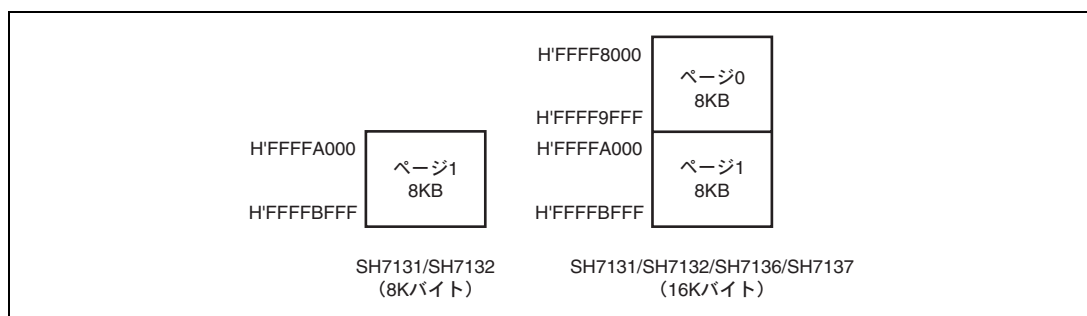 H'FFFFA000
ページ1
8KB
H'FFFFBFFF
SH7131/SH7132
（8Kバイト）
H'FFFF8000
ページ0
8KB
H'FFFF9FFF
H'FFFFA000
ページ1
8KB
H'FFFFBFFF
SH7131/SH7132/SH7136/SH7137
（16Kバイト）